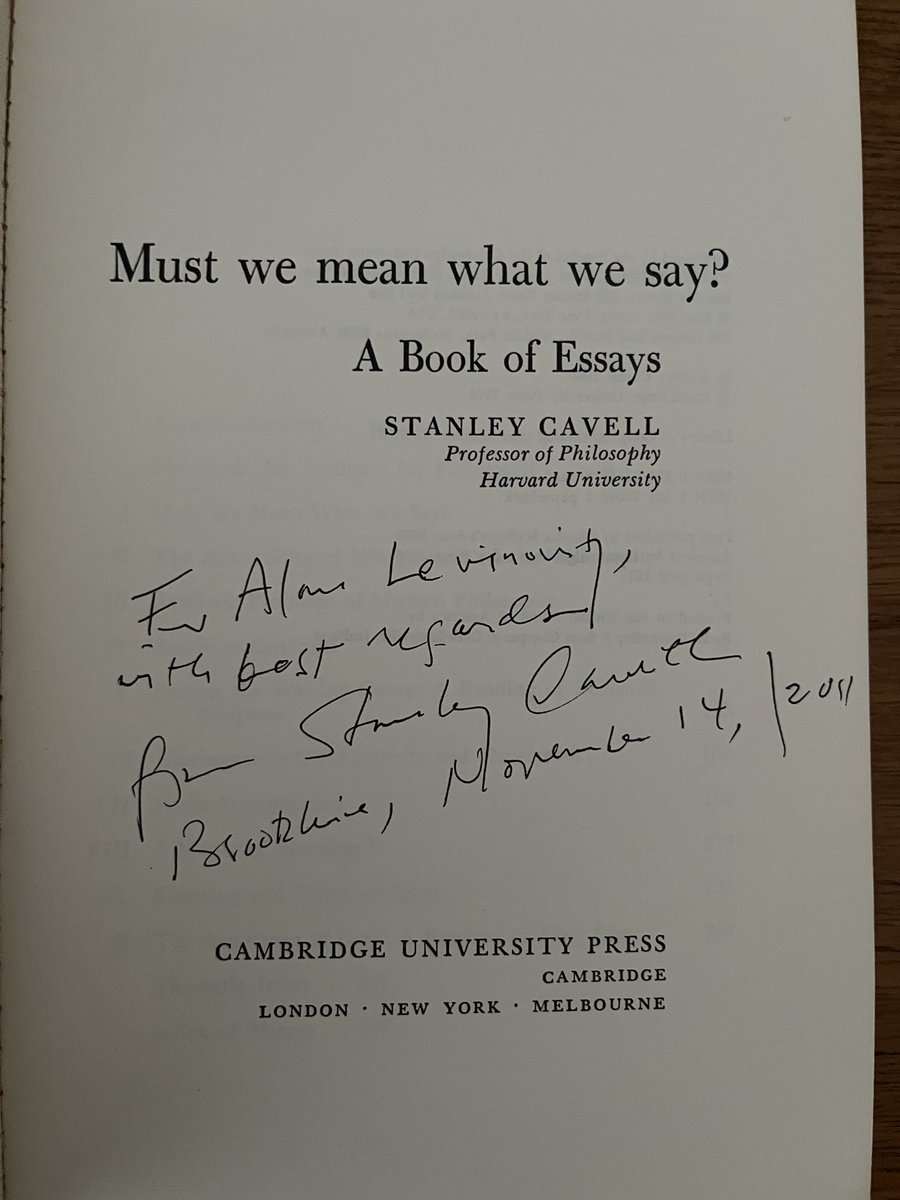 Must we mean what we say?
A Book of Essays
STANLEY CAVELL
Professor of Philosophy
Harvard University
For Alan Levinovitz,
with best regards,
from Stanley Cavell
Brookline, November 14, 2011
CAMBRIDGE UNIVERSITY PRESS
CAMBRIDGE
LONDON · NEW YORK · MELBOURNE